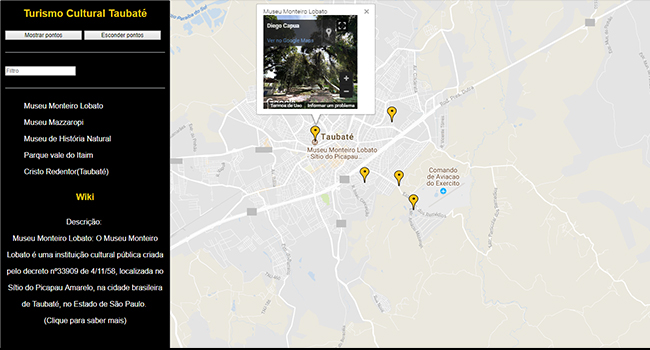 Turismo Cultural Taubaté
Mostrar pontos
Esconder pontos
Filtro
Museu Monteiro Lobato
Museu Mazzaropi
Museu de História Natural
Parque vale do Itaim
Cristo Redentor(Taubaté)
Wiki
Descrição:
Museu Monteiro Lobato: O Museu Monteiro
Lobato é uma instituição cultural pública criada
pelo decreto nº33909 de 4/11/58, localizada no
Sítio do Picapau Amarelo, na cidade brasileira
de Taubaté, no Estado de São Paulo.
(Clique para saber mais)
Museu Monteiro Lobato
Diego Capua
Ver no Google Maps
Google
Termos de Uso
Informar um problema
Taubaté
Museu Monteiro Lobato
- Sítio do Picapau...
Comando
de Aviacao
do Exercito